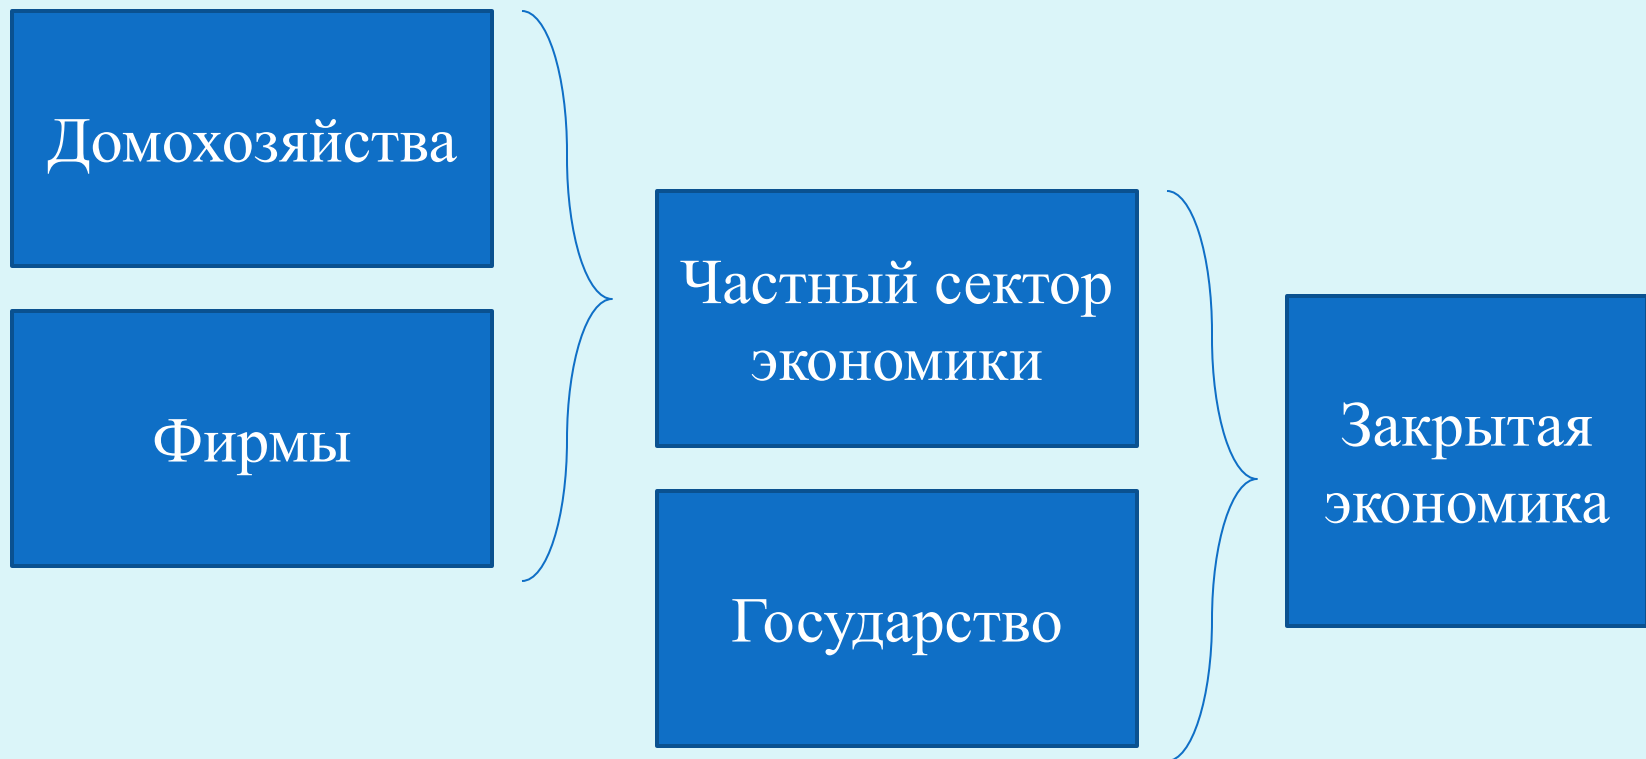 Домохозяйства
Фирмы
Частный сектор
экономики
Государство
Закрытая
экономика